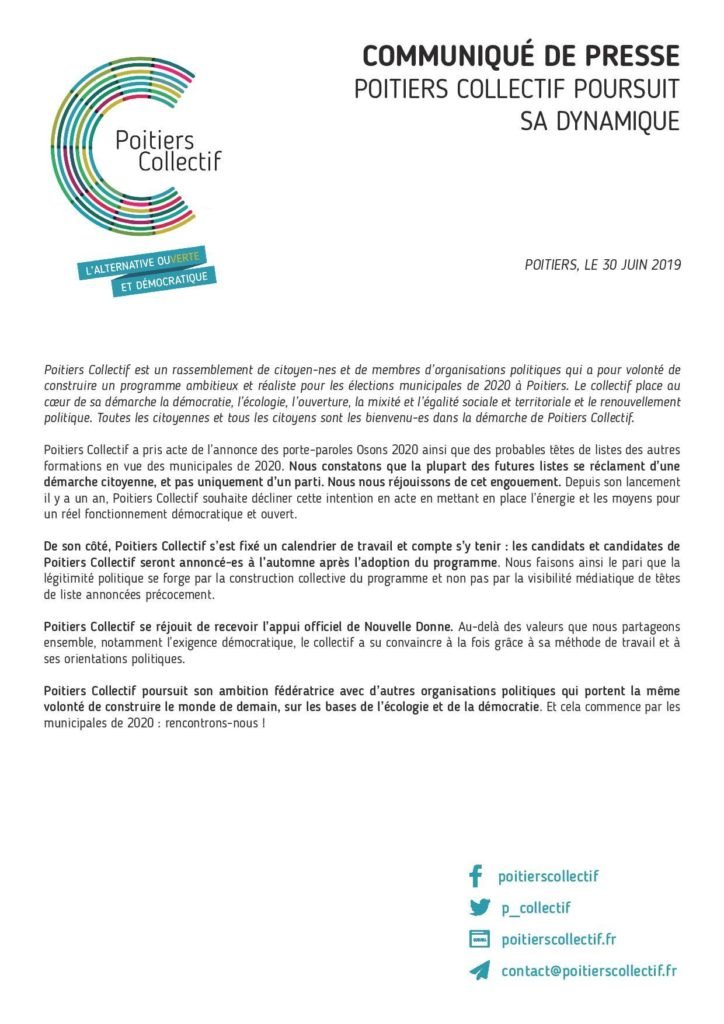 COMMUNIQUÉ DE PRESSE
POITIERS COLLECTIF POURSUIT
SA DYNAMIQUE
Poitiers
Collectif
L'ALTERNATIVE OUVERTE
ET DÉMOCRATIQUE
POITIERS, LE 30 JUIN 2019
Poitiers Collectif est un rassemblement de citoyen-nes et de membres d'organisations politiques qui a pour volonté de
construire un programme ambitieux et réaliste pour les élections municipales de 2020 à Poitiers. Le collectif place au
cœur de sa démarche la démocratie, l'écologie, l'ouverture, la mixité et l'égalité sociale et territoriale et le renouvellement
politique. Toutes les citoyennes et tous les citoyens sont les bienvenu-es dans la démarche de Poitiers Collectif.
Poitiers Collectif a pris acte de l'annonce des porte-paroles Osons 2020 ainsi que des probables têtes de listes des autres
formations en vue des municipales de 2020. Nous constatons que la plupart des futures listes se réclament d'une
démarche citoyenne, et pas uniquement d'un parti. Nous nous réjouissons de cet engouement. Depuis son lancement
il y a un an, Poitiers Collectif souhaite décliner cette intention en acte en mettant en place l'énergie et les moyens pour
un réel fonctionnement démocratique et ouvert.
De son côté, Poitiers Collectif s'est fixé un calendrier de travail et compte s'y tenir : les candidats et candidates de
Poitiers Collectif seront annoncé-es à l'automne après l'adoption du programme. Nous faisons ainsi le pari que la
légitimité politique se forge par la construction collective du programme et non pas par la visibilité médiatique de têtes
de liste annoncées précocement.
Poitiers Collectif se réjouit de recevoir l'appui officiel de Nouvelle Donne. Au-delà des valeurs que nous partageons
ensemble, notamment l'exigence démocratique, le collectif a su convaincre à la fois grâce à sa méthode de travail et à
ses orientations politiques.
Poitiers Collectif poursuit son ambition fédératrice avec d'autres organisations politiques qui portent la même
volonté de construire le monde de demain, sur les bases de l'écologie et de la démocratie. Et cela commence par les
municipales de 2020 : rencontrons-nous !
poitierscollectif
p_collectif
poitierscollectif.fr
contact@poitierscollectif.fr